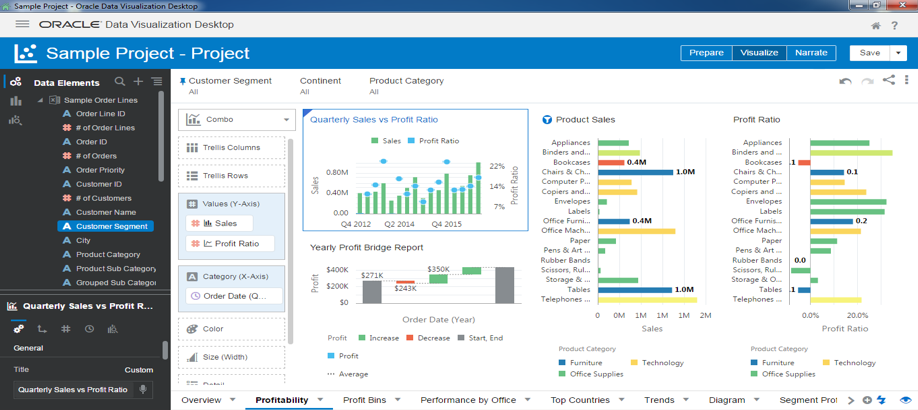 Sample Project - Oracle Data Visualization Desktop
ORACLE Data Visualization Desktop
Sample Project - Project
Prepare Visualize Narrate
Save
Data Elements
Sample Order Lines
Order Line ID
# of Order Lines
Order ID
# of Orders
Order Priority
Customer ID
# of Customers
Customer Name
Customer Segment
City
Product Category
Product Sub Category
Grouped Sub Categor
Quarterly Sales vs Profit R...
General
Title Custom
Quarterly Sales vs Profit Ratio
Customer Segment
All
Continent
All
Product Category
All
Combo
Trellis Columns
Trellis Rows
Values (Y-Axis)
Sales
Profit Ratio
Category (X-Axis)
Order Date (Q...
Color
Size (Width)
Detail
Quarterly Sales vs Profit Ratio
Sales Profit Ratio
Sales
0.80M
0.40M
0.00
22%
14%
7%
Profit Ratio
Q4 2012 Q2 2014 Q4 2015
Yearly Profit Bridge Report
Profit
$400K
$200K
$0
$271K
$243K
$350K
Order Date (Year)
Profit Increase Decrease Start, End
Profit
Average
Product Sales
Appliances
Binders and...
Bookcases 0.4M
Chairs & Ch... 1.0M
Computer P...
Copiers and...
Envelopes
Labels
Office Furnis... 0.4M
Office Mach...
Paper
Pens & Art ...
Rubber Bands
Scissors, Rul...
Storage & ...
Tables 1.0M
Telephones ...
0 0M 1M 1M 2M
Sales
Product Category
Furniture Technology
Office Supplies
Profit Ratio
Appliances
Binders and ...
Bookcases .1
Chairs & Ch... 0.1
Computer P...
Copiers and ...
Envelopes
Labels
Office Furnis... 0.2
Office Mach...
Paper
Pens & Art ...
Rubber Bands 0.0
Scissors, Rul...
Storage & O...
Tables .1
Telephones ...
0.0% 20.0%
Profit Ratio
Product Category
Furniture Technology
Office Supplies
Overview Profitability Profit Bins Performance by Office Top Countries Trends Diagram Segment Prof